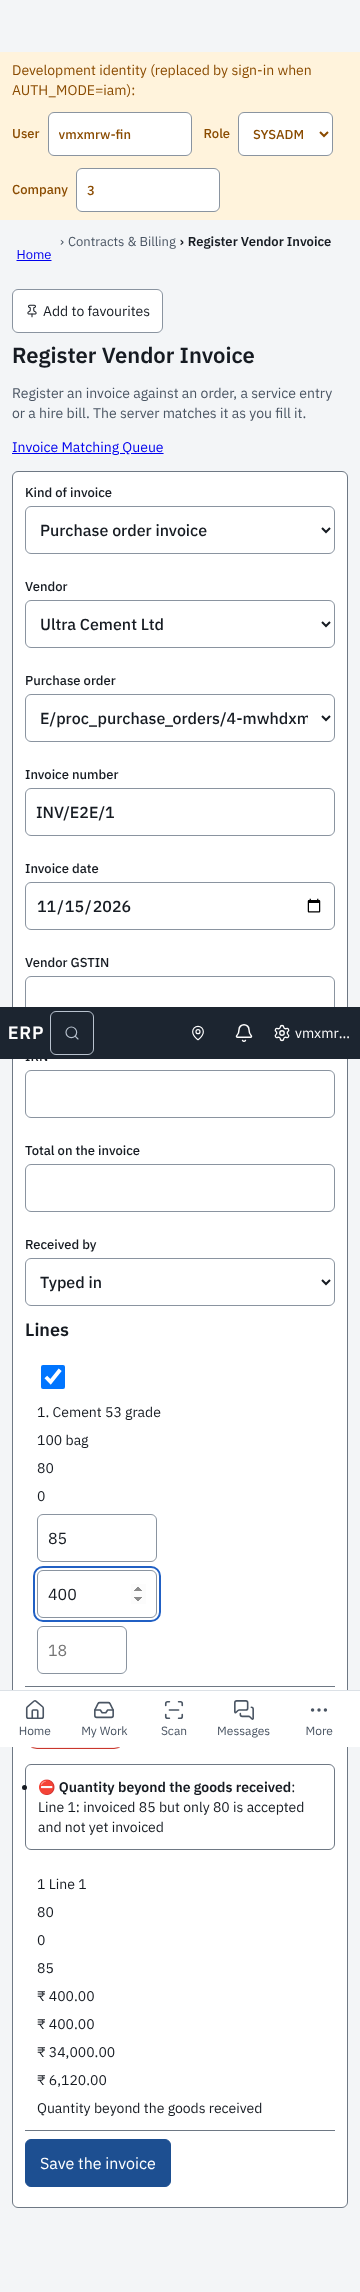 Development identity (replaced by sign-in when
AUTH_MODE=iam):
User vmxmrw-fin Role SYSADM
Company 3
Home › Contracts & Billing › Register Vendor Invoice
Add to favourites
Register Vendor Invoice
Register an invoice against an order, a service entry
or a hire bill. The server matches it as you fill it.
Invoice Matching Queue
Kind of invoice
Purchase order invoice
Vendor
Ultra Cement Ltd
Purchase order
E/proc_purchase_orders/4-mwhdxm
Invoice number
INV/E2E/1
Invoice date
11/15/2026
Vendor GSTIN
ERP vmxmr...
Total on the invoice
Received by
Typed in
Lines
1. Cement 53 grade
100 bag
80
0
85
400
18
Home My Work Scan Messages More
Quantity beyond the goods received:
Line 1: invoiced 85 but only 80 is accepted
and not yet invoiced
1 Line 1
80
0
85
₹ 400.00
₹ 400.00
₹ 34,000.00
₹ 6,120.00
Quantity beyond the goods received
Save the invoice